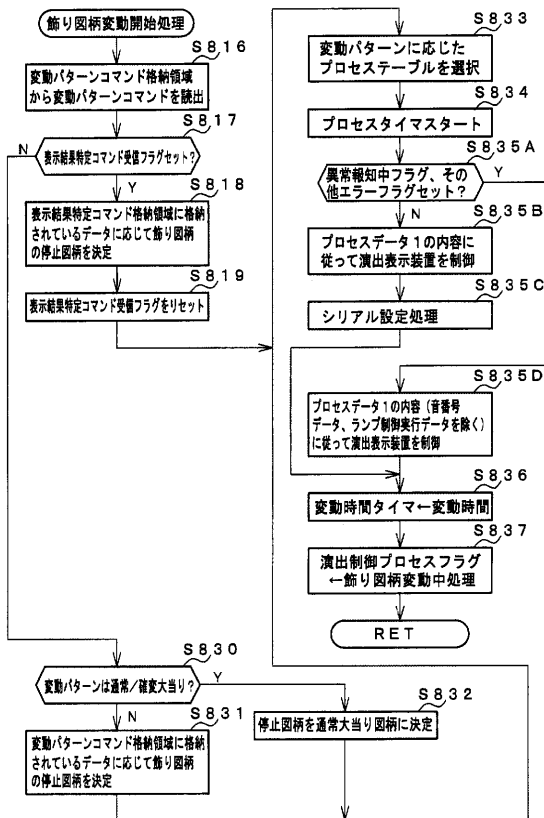 飾り図柄変動開始処理
S816
変動パターンコマンド格納領域
から変動パターンコマンドを読出
S817
N
表示結果特定コマンド受信フラグセット？
Y
S818
表示結果特定コマンド格納領域に格納
されているデータに応じて飾り図柄
の停止図柄を決定
S819
表示結果特定コマンド受信フラグをリセット
S830
変動パターンは通常／確変大当り？
Y
N
S831
変動パターンコマンド格納領域に格納
されているデータに応じて飾り図柄
の停止図柄を決定
S832
停止図柄を通常大当り図柄に決定
S833
変動パターンに応じた
プロセステーブルを選択
S834
プロセスタイマスタート
S835A
異常報知中フラグ、その
他エラーフラグセット？
Y
N
S835B
プロセスデータ1の内容に
従って演出表示装置を制御
S835C
シリアル設定処理
S835D
プロセスデータ1の内容（音番号
データ、ランプ制御実行データを除く）
に従って演出表示装置を制御
S836
変動時間タイマ←変動時間
S837
演出制御プロセスフラグ
←飾り図柄変動中処理
RET